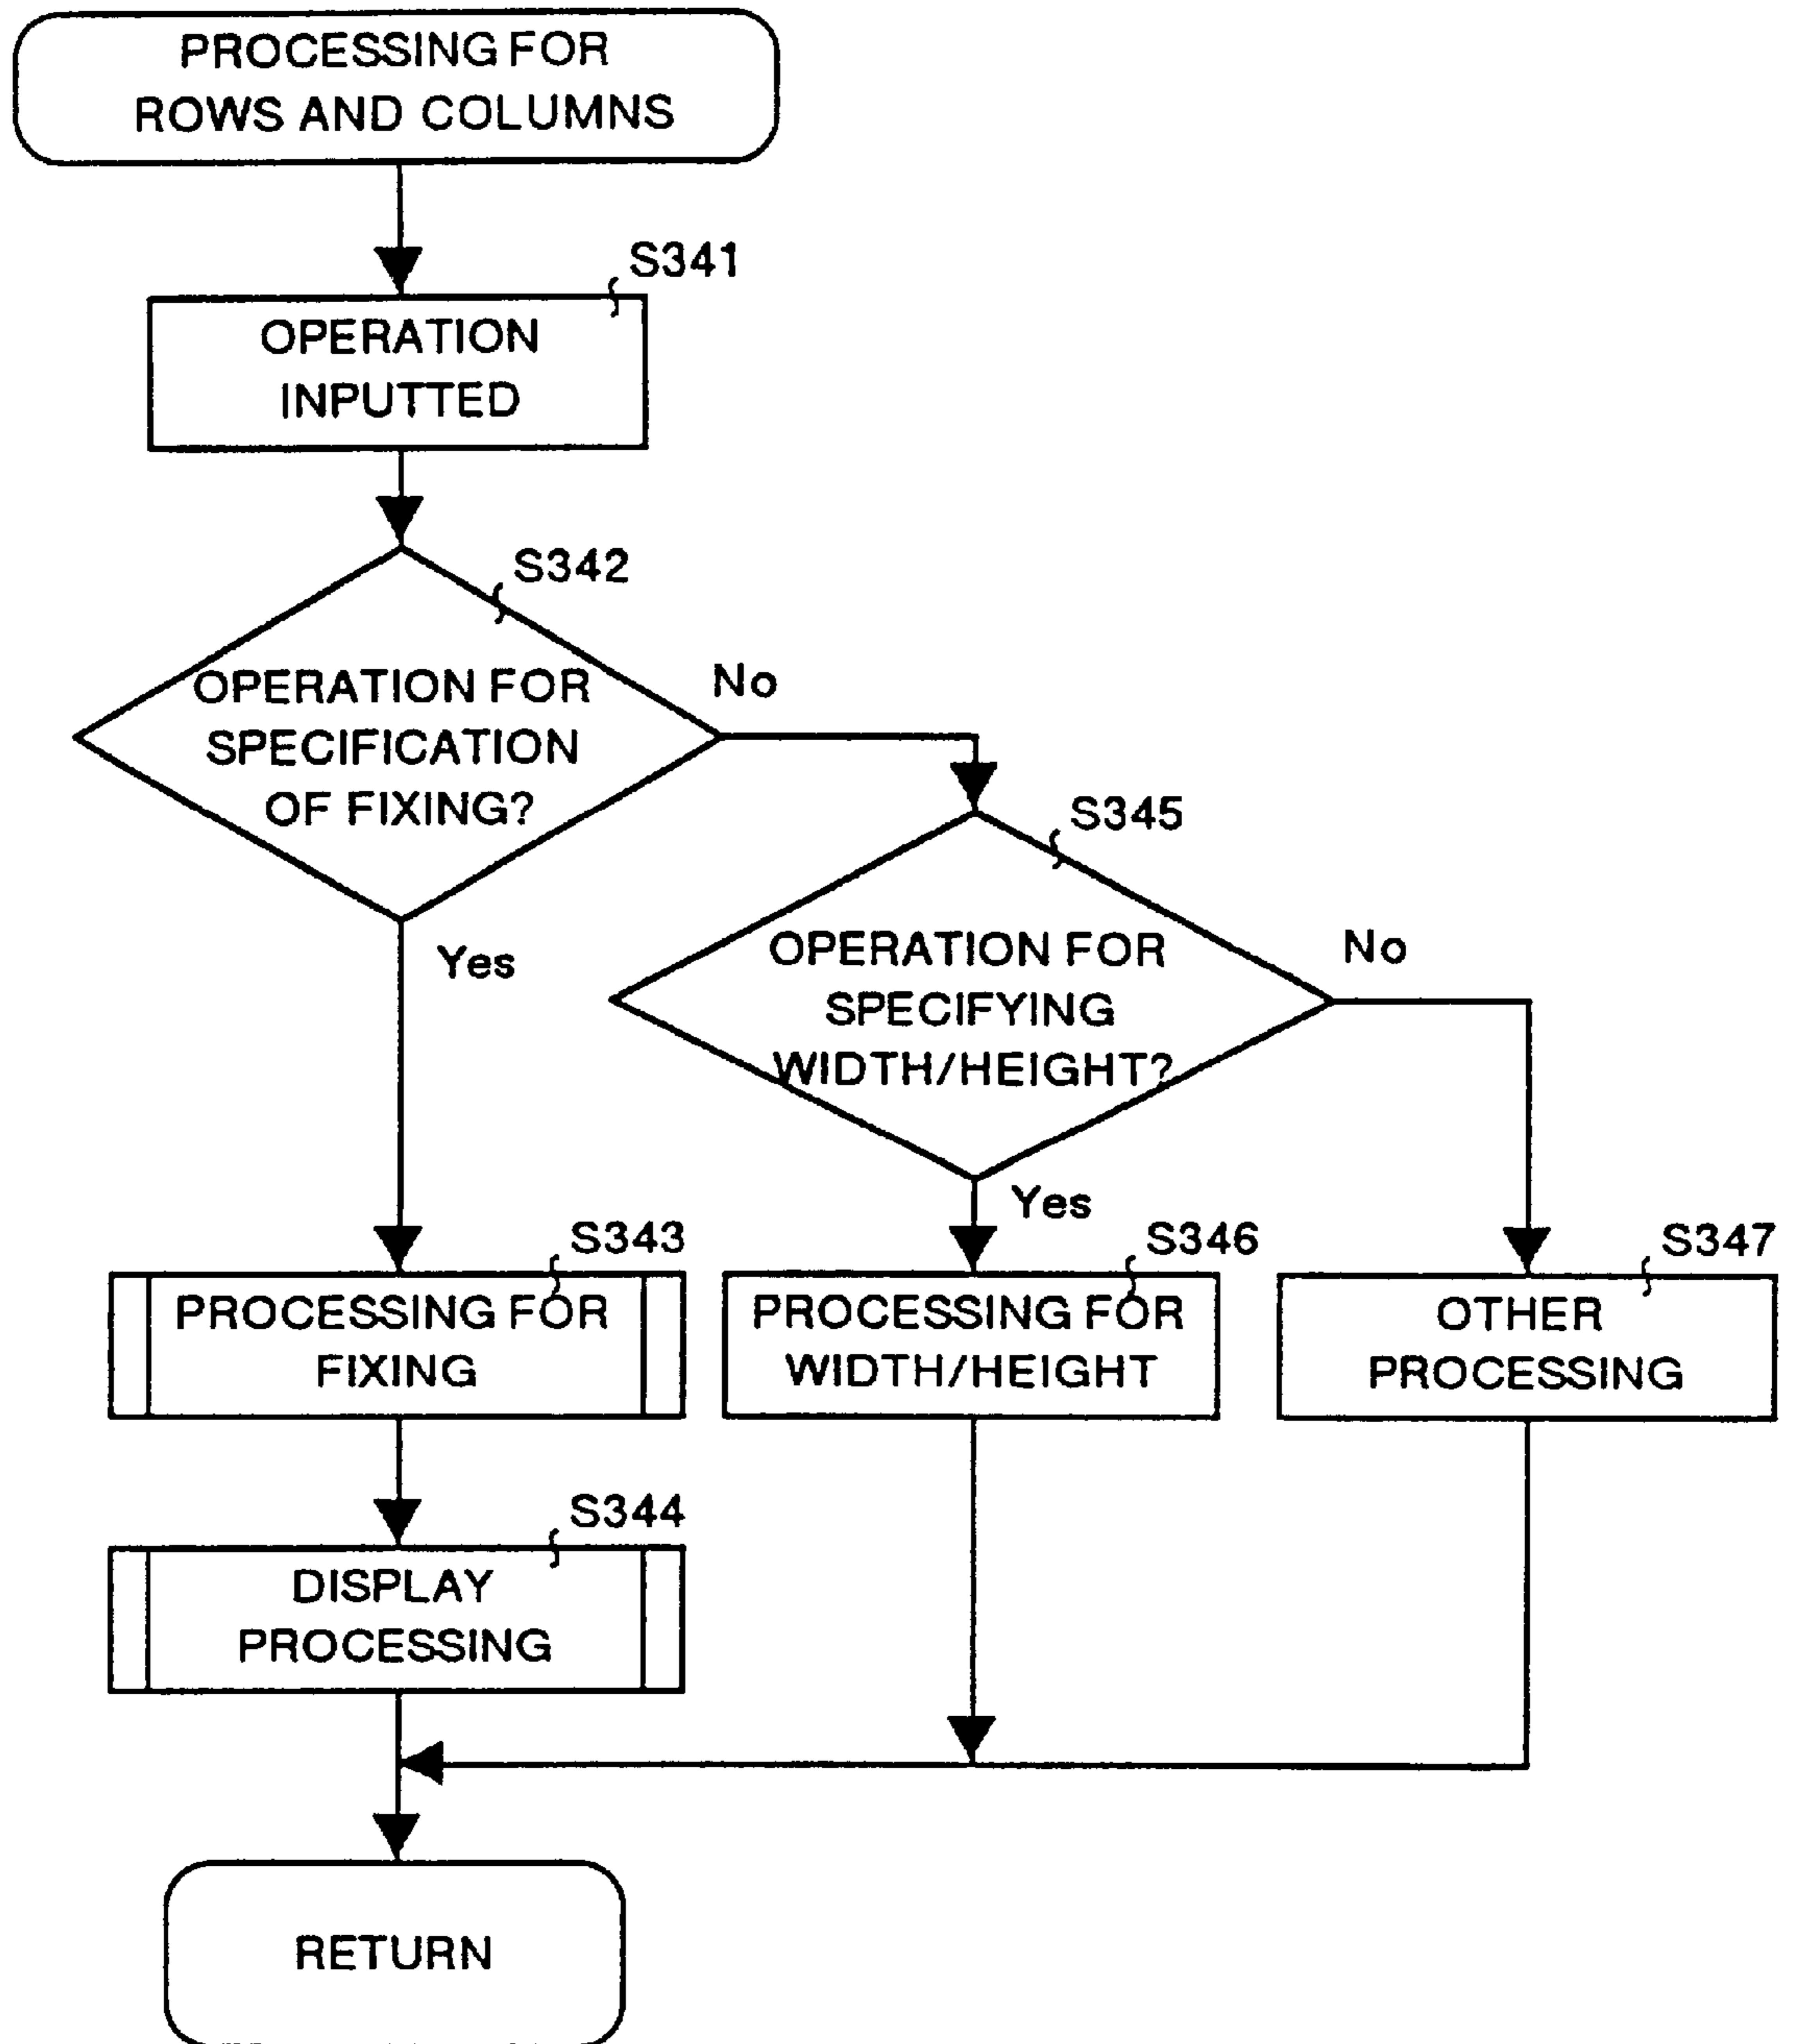 PROCESSING FOR
ROWS AND COLUMNS
S341
OPERATION
INPUTTED
S342
OPERATION FOR
SPECIFICATION
OF FIXING?
No
Yes
S345
OPERATION FOR
SPECIFYING
WIDTH/HEIGHT?
No
Yes
S343
PROCESSING FOR
FIXING
S346
PROCESSING FOR
WIDTH/HEIGHT
S347
OTHER
PROCESSING
S344
DISPLAY
PROCESSING
RETURN